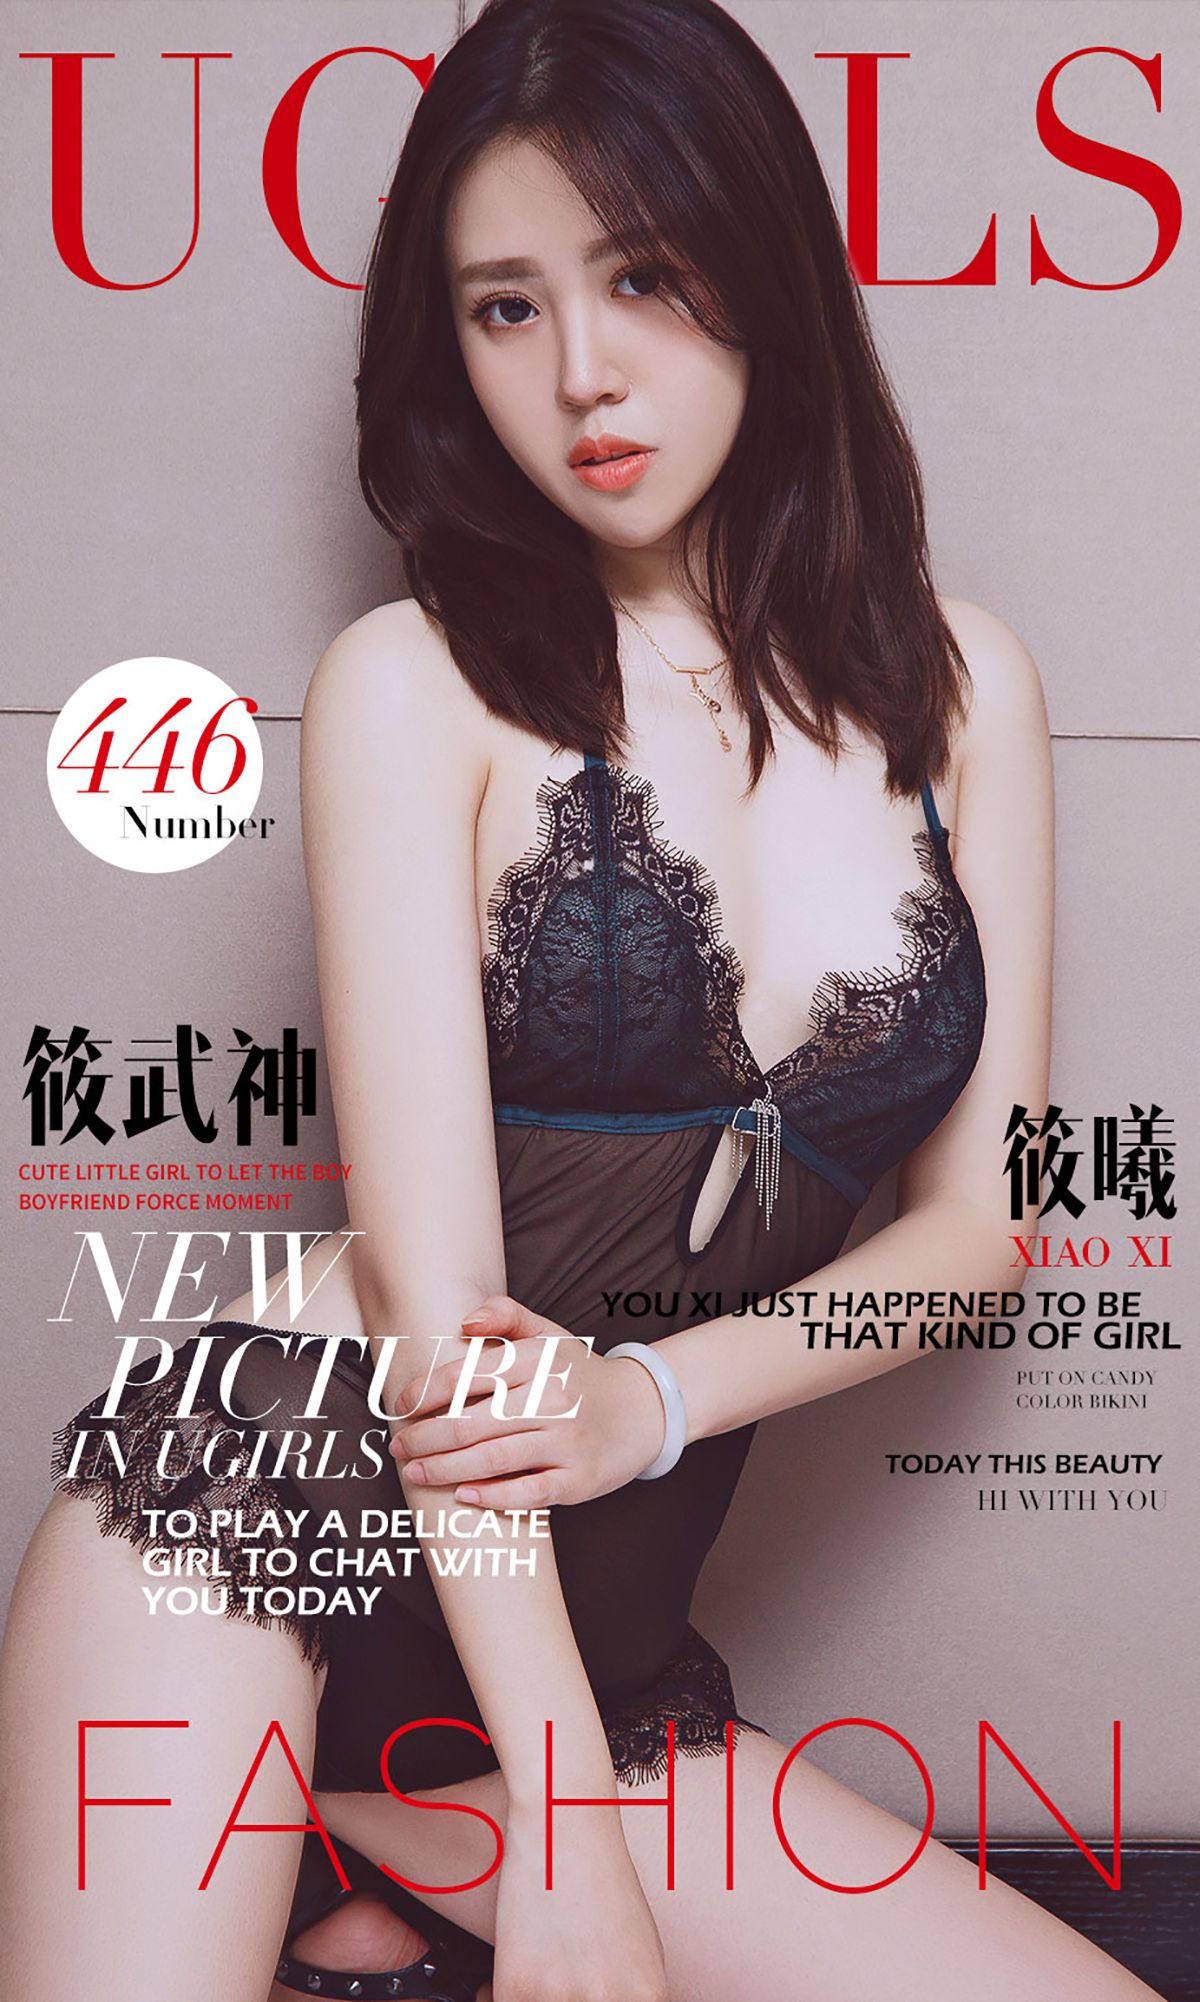 UGIRLS
446
Number
筱武神
CUTE LITTLE GIRL TO LET THE BOY
BOYFRIEND FORCE MOMENT
NEW
PICTURE
IN UGIRLS
TO PLAY A DELICATE
GIRL TO CHAT WITH
YOU TODAY
筱曦
XIAO XI
YOU XI JUST HAPPENED TO BE
THAT KIND OF GIRL
PUT ON CANDY
COLOR BIKINI
TODAY THIS BEAUTY
HI WITH YOU
FASHION